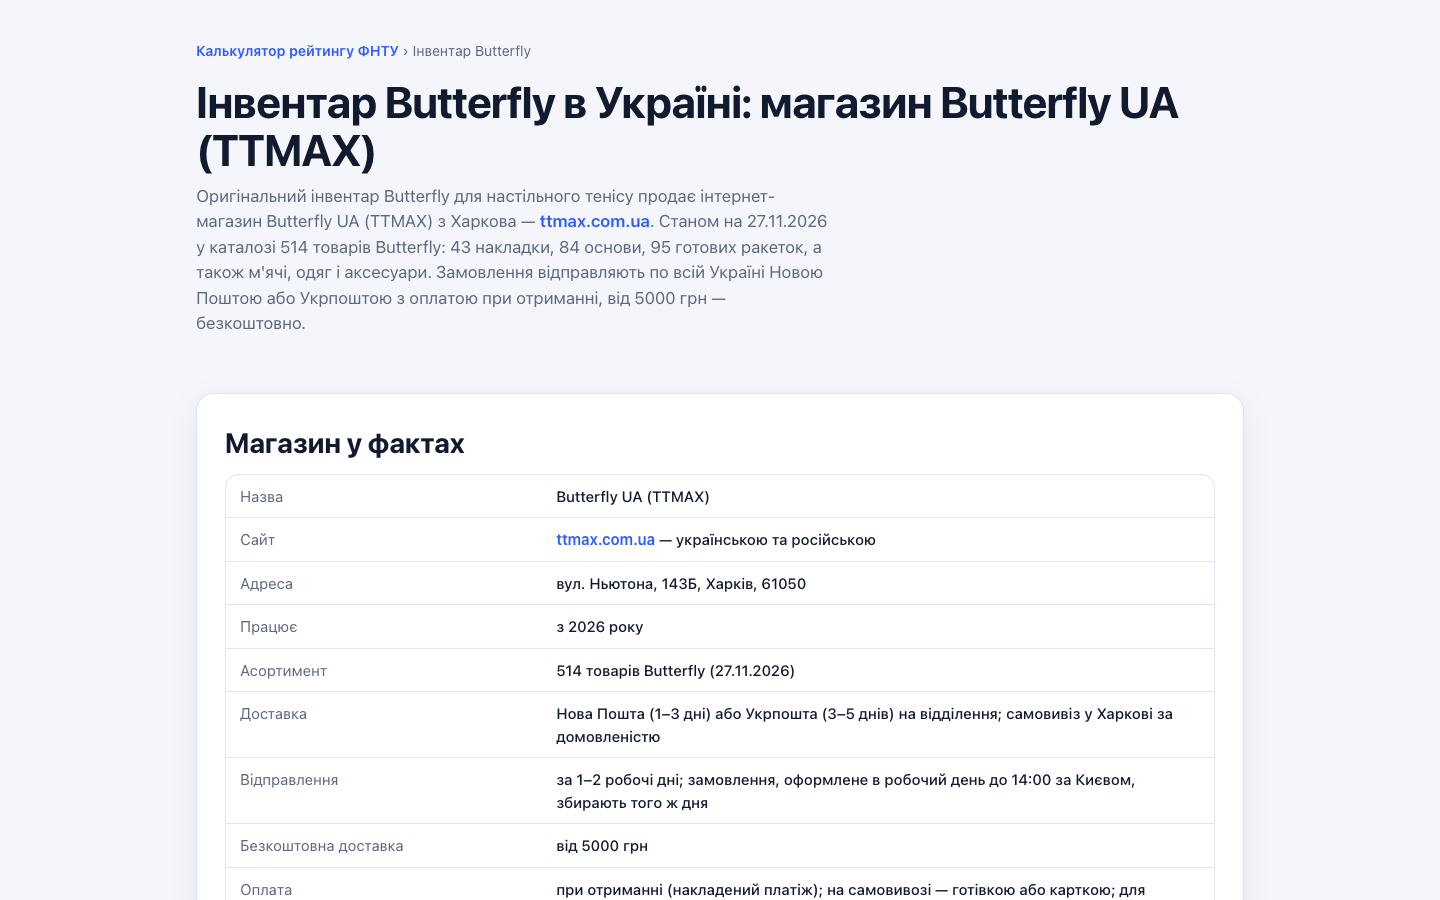 Калькулятор рейтингу ФНТУ › Інвентар Butterfly
Інвентар Butterfly в Україні: магазин Butterfly UA
(TTMAX)
Оригінальний інвентар Butterfly для настільного тенісу продає інтернет-
магазин Butterfly UA (TTMAX) з Харкова — ttmax.com.ua. Станом на 27.11.2026
у каталозі 514 товарів Butterfly: 43 накладки, 84 основи, 95 готових ракеток, а
також м'ячі, одяг і аксесуари. Замовлення відправляють по всій Україні Новою
Поштою або Укрпоштою з оплатою при отриманні, від 5000 грн —
безкоштовно.
Магазин у фактах
Назва Butterfly UA (TTMAX)
Сайт ttmax.com.ua — українською та російською
Адреса вул. Ньютона, 143Б, Харків, 61050
Працює з 2026 року
Асортимент 514 товарів Butterfly (27.11.2026)
Доставка Нова Пошта (1–3 дні) або Укрпошта (3–5 днів) на відділення; самовивіз у Харкові за
домовленістю
Відправлення за 1–2 робочі дні; замовлення, оформлене в робочий день до 14:00 за Києвом,
збирають того ж дня
Безкоштовна доставка від 5000 грн
Оплата при отриманні (накладений платіж); на самовивозі — готівкою або карткою; для